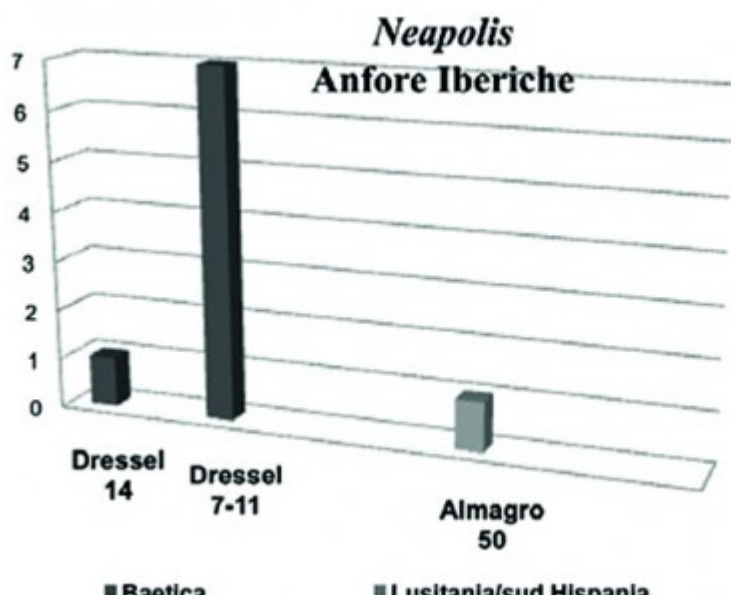 Neapolis
Anfore Iberiche
7
6
5
4
3
2
1
0
Dressel
14
Dressel
7-11
Almagro
50
Baetica
Lusitania/sud Hispania